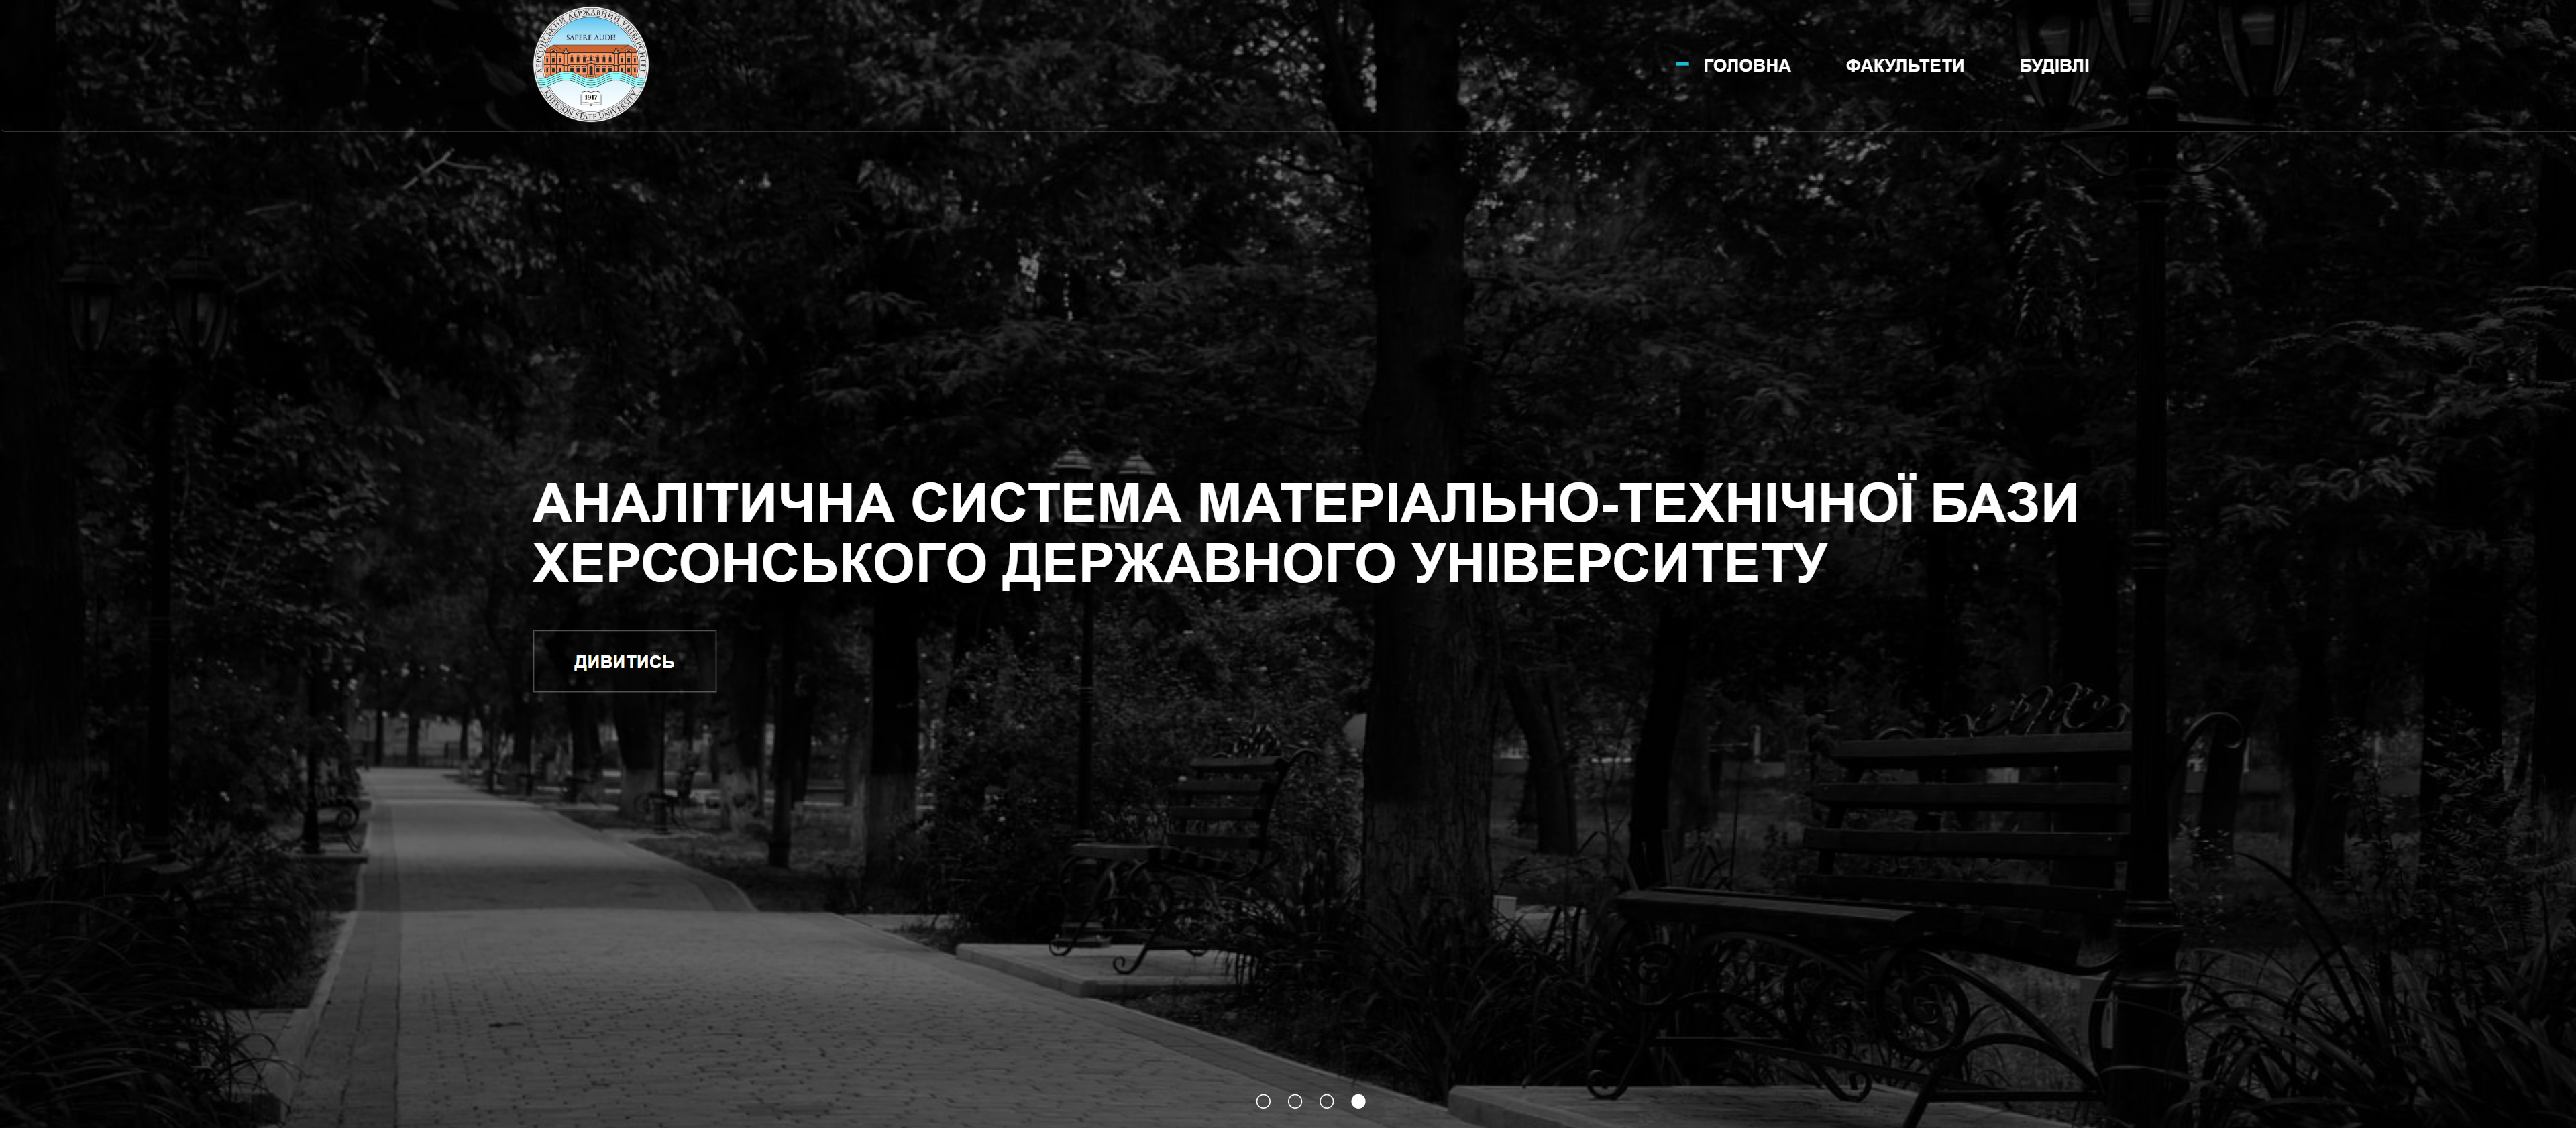 ХЕРСОНСЬКИЙ ДЕРЖАВНИЙ УНІВЕРСИТЕТ
SAPERE AUDE!
1917
KHERSON STATE UNIVERSITY
ГОЛОВНА
ФАКУЛЬТЕТИ
БУДІВЛІ
АНАЛІТИЧНА СИСТЕМА МАТЕРІАЛЬНО-ТЕХНІЧНОЇ БАЗИ
ХЕРСОНСЬКОГО ДЕРЖАВНОГО УНІВЕРСИТЕТУ
ДИВИТИСЬ